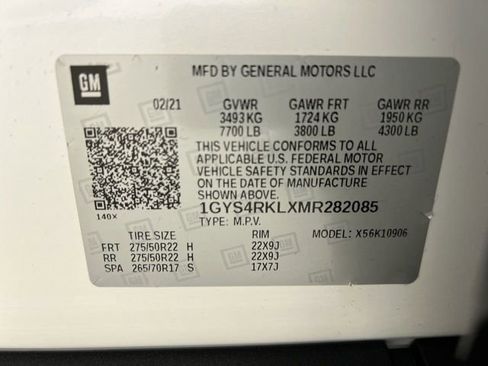 GM
MFD BY GENERAL MOTORS LLC
02/21 GVWR GAWR FRT GAWR RR
3493 KG 1724 KG 1950 KG
7700 LB 3800 LB 4300 LB
THIS VEHICLE CONFORMS TO ALL
APPLICABLE U.S. FEDERAL MOTOR
VEHICLE SAFETY STANDARDS IN EFFECT
ON THE DATE OF MANUFACTURE
SHOWN ABOVE.
140X 1GYS4RKLXMR282085
TYPE: M.P.V. MODEL: X56K10906
TIRE SIZE RIM
FRT 275/50R22 H 22X9J
RR 275/50R22 H 22X9J
SPA 265/70R17 S 17X7J